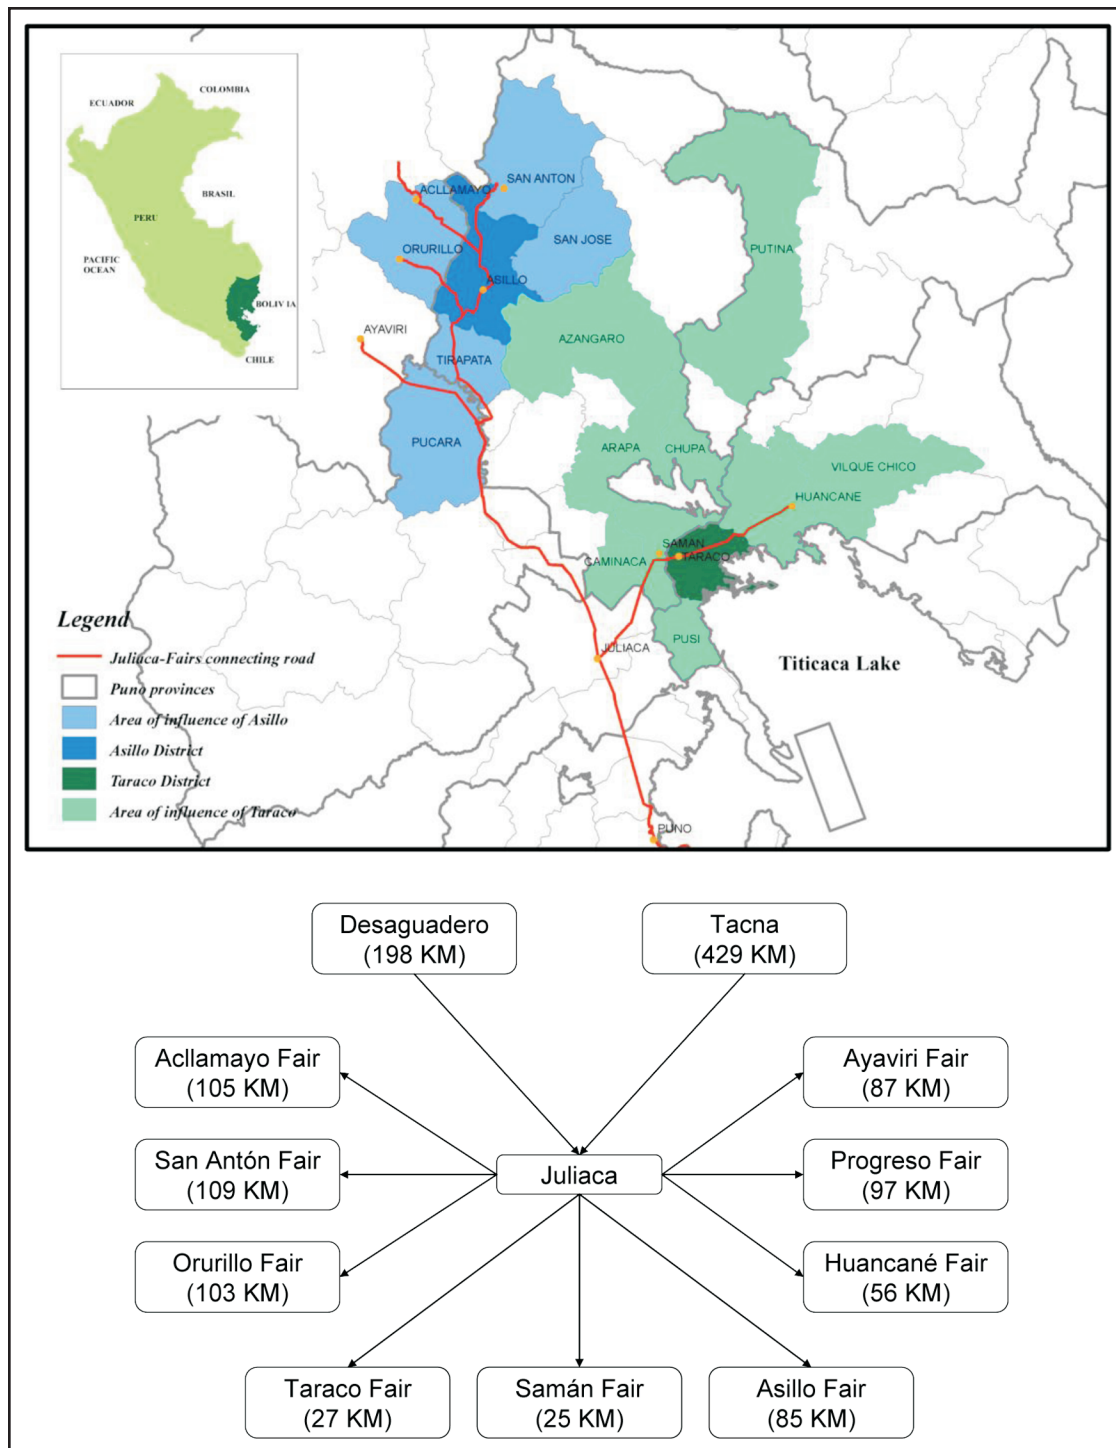 ECUADOR
COLOMBIA
BRASIL
PERU
PACIFIC
OCEAN
BOLIVIA
CHILE
SAN ANTON
ACLLAMAYO
SAN JOSE
ORURILLO
PUTINA
ASILLO
AYAVIRI
AZANGARO
TIRAPATA
PUCARA
ARAPA
CHUPA
VILQUE CHICO
HUANCANE
SAMAN
TARACO
CAMINACA
PUSI
JULIACA
Titicaca Lake
PUNO
Legend
Juliaca-Fairs connecting road
Puno provinces
Area of influence of Asillo
Asillo District
Taraco District
Area of influence of Taraco
Desaguadero
(198 KM)
Tacna
(429 KM)
Acllamayo Fair
(105 KM)
Ayaviri Fair
(87 KM)
San Antón Fair
(109 KM)
Juliaca
Progreso Fair
(97 KM)
Orurillo Fair
(103 KM)
Huancané Fair
(56 KM)
Taraco Fair
(27 KM)
Samán Fair
(25 KM)
Asillo Fair
(85 KM)